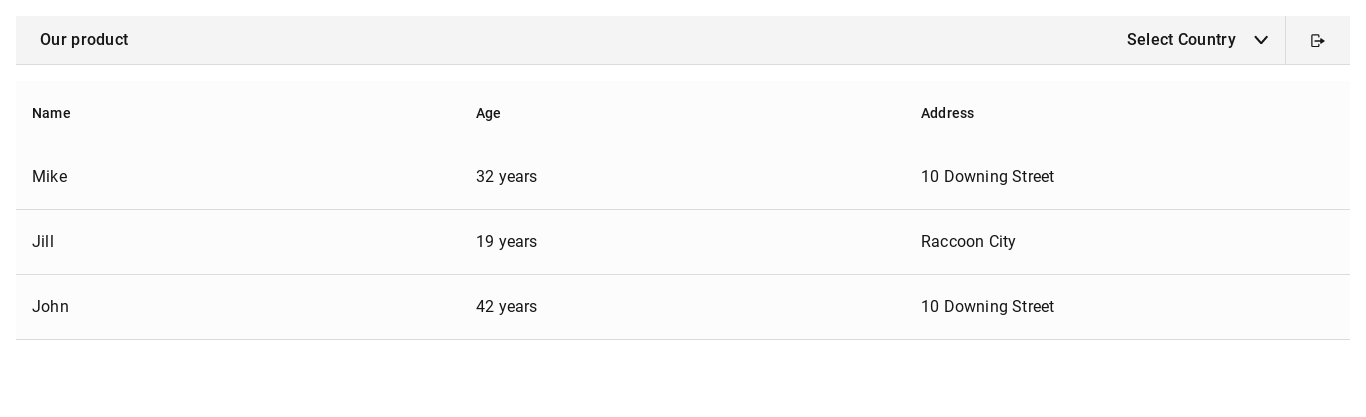 Our product Select Country
Name Age Address
Mike 32 years 10 Downing Street
Jill 19 years Raccoon City
John 42 years 10 Downing Street